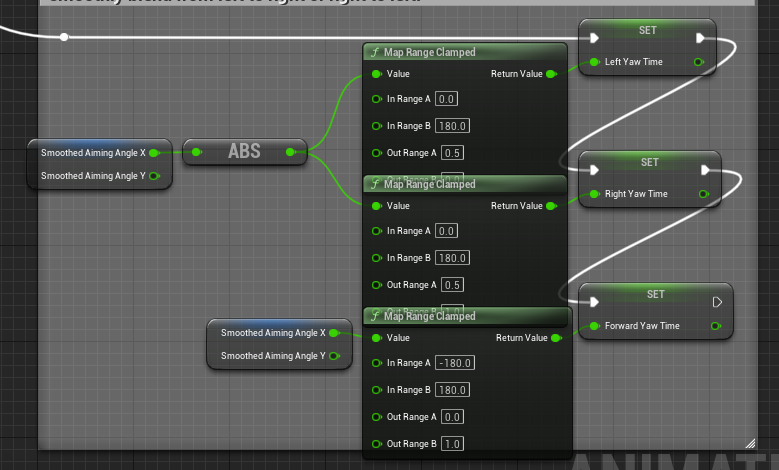 SET
Map Range Clamped
Left Yaw Time
Value Return Value
In Range A 0.0
In Range B 180.0
Out Range A 0.5
Smoothed Aiming Angle X
Smoothed Aiming Angle Y
ABS
SET
Map Range Clamped
Right Yaw Time
Value Return Value
In Range A 0.0
In Range B 180.0
Out Range A 0.5
SET
Map Range Clamped
Forward Yaw Time
Smoothed Aiming Angle X
Smoothed Aiming Angle Y
Value Return Value
In Range A -180.0
In Range B 180.0
Out Range A 0.0
Out Range B 1.0